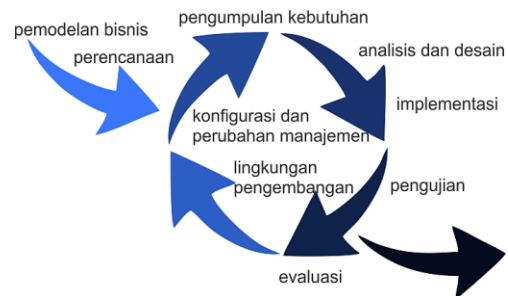 pengumpulan kebutuhan
pemodelan bisnis
perencanaan
analisis dan desain
implementasi
konfigurasi dan
perubahan manajemen
lingkungan
pengembangan
pengujian
evaluasi